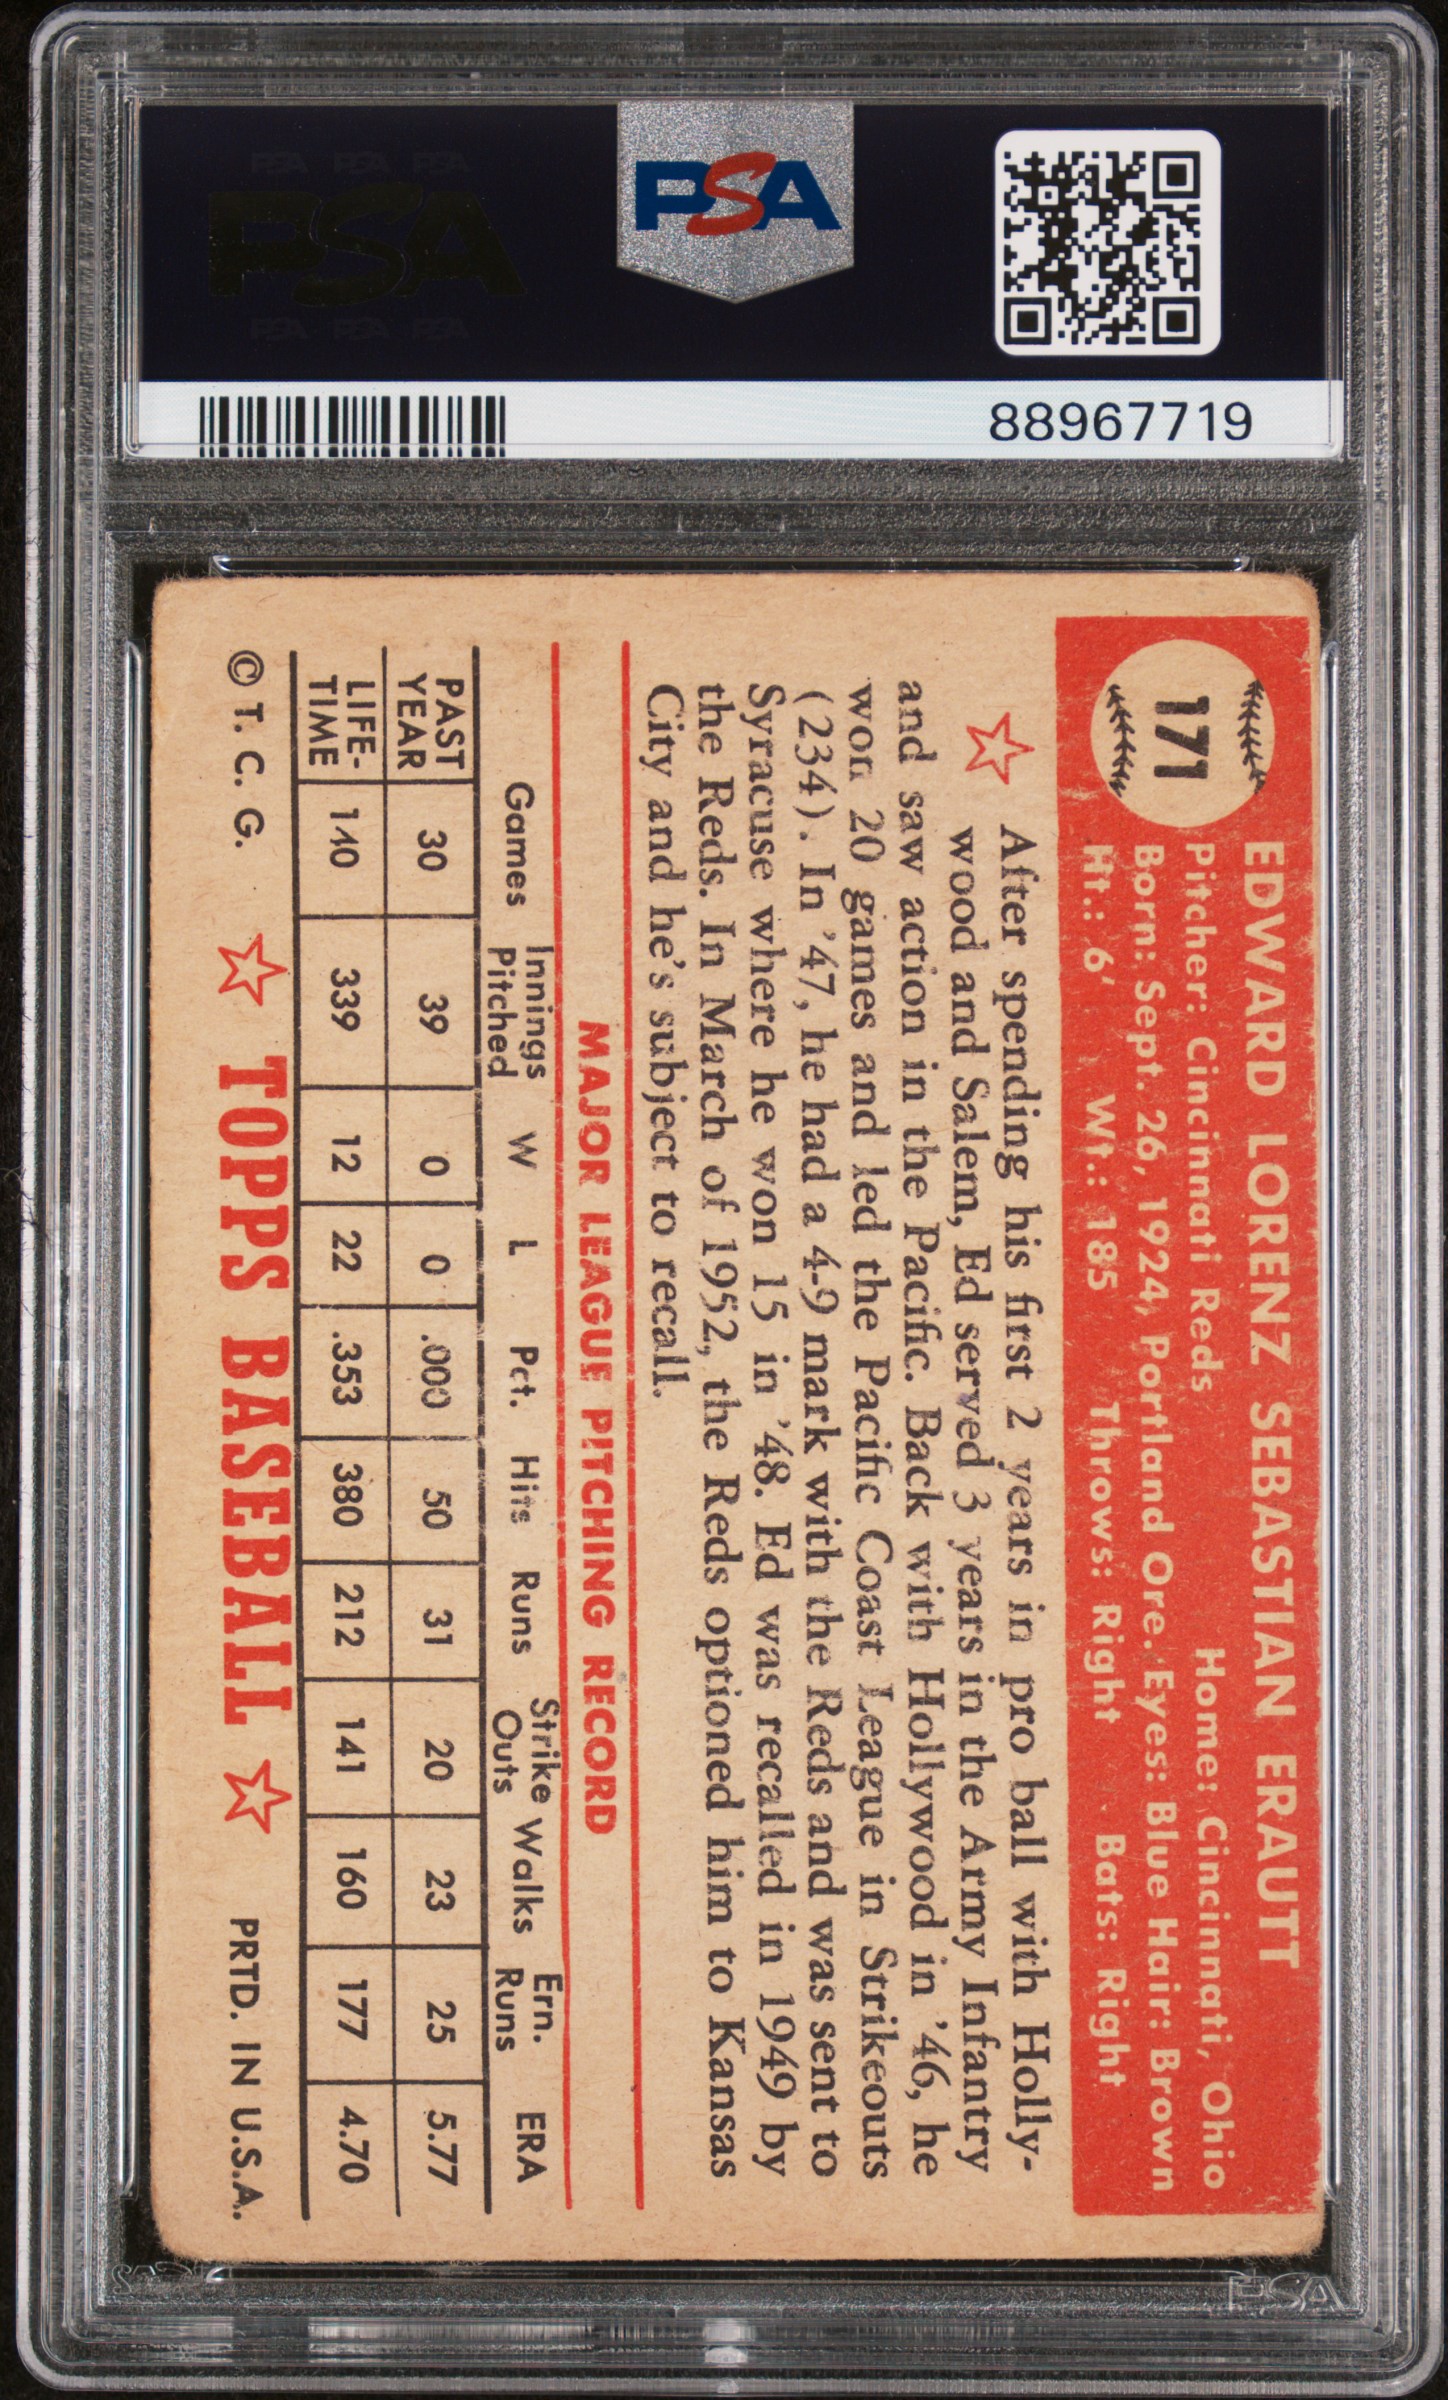 PSA PSA PSA
PSA
PSA PSA PSA
PSA
88967719
171
EDWARD LORENZ SEBASTIAN ERAUTT
Pitcher: Cincinnati Reds Home: Cincinnati, Ohio
Born: Sept. 26, 1924, Portland Ore. Eyes: Blue Hair: Brown
Ht.: 6' Wt.: 185 Throws: Right Bats: Right
After spending his first 2 years in pro ball with Holly-
wood and Salem, Ed served 3 years in the Army Infantry
and saw action in the Pacific. Back with Hollywood in '46, he
won 20 games and led the Pacific Coast League in Strikeouts
(234). In '47, he had a 4-9 mark with the Reds and was sent to
Syracuse where he won 15 in '48. Ed was recalled in 1949 by
the Reds. In March of 1952, the Reds optioned him to Kansas
City and he's subject to recall.
MAJOR LEAGUE PITCHING RECORD
Games Innings Pitched W L Pct. Hits Runs Strike Outs Walks Ern. Runs ERA
PAST YEAR 30 39 0 0 .000 50 31 20 23 25 5.77
LIFE-TIME 140 339 12 22 .353 380 212 141 160 177 4.70
© T. C. G. TOPPS BASEBALL PRTD. IN U.S.A.
PSA